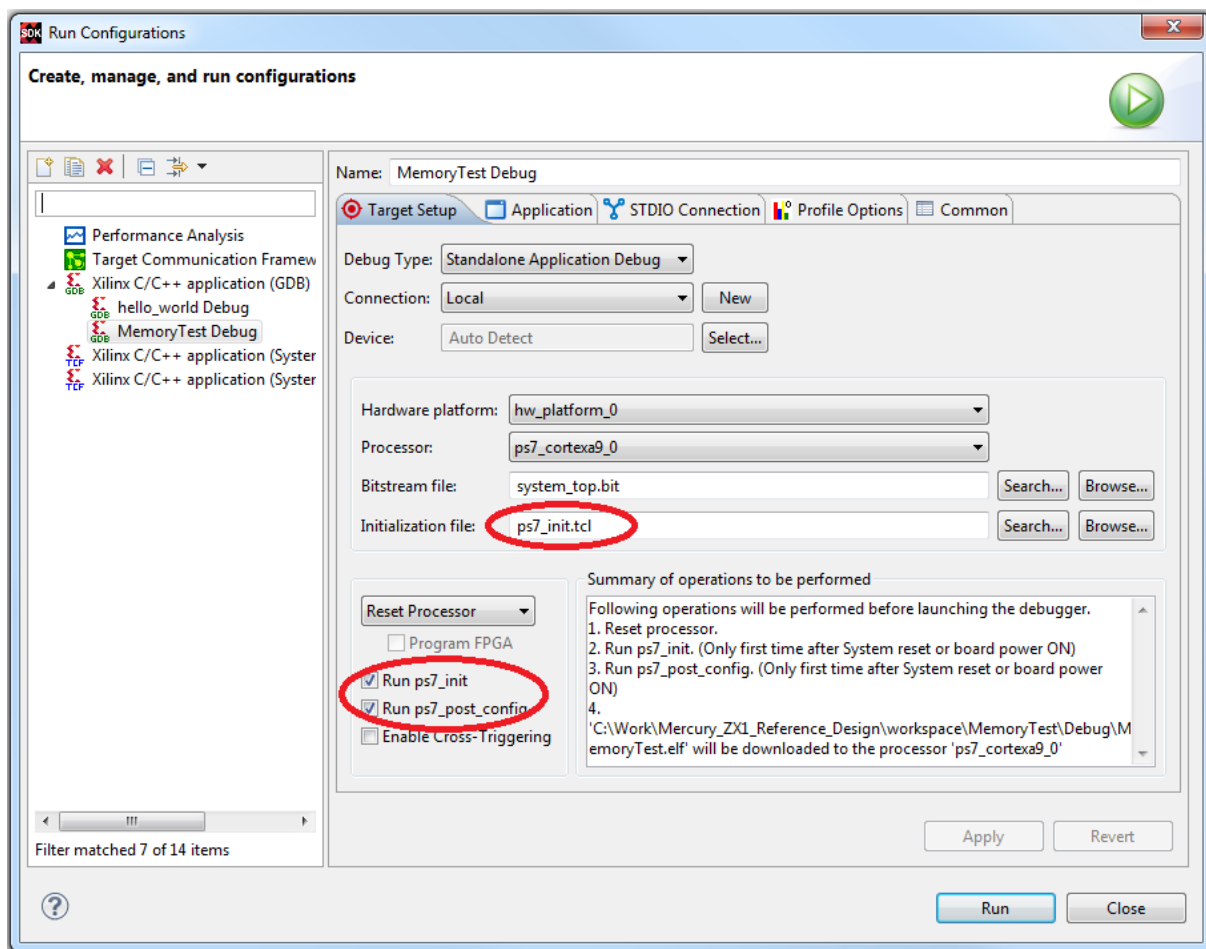 SDK Run Configurations
X
Create, manage, and run configurations
Name: MemoryTest Debug
Target Setup Application STDIO Connection Profile Options Common
Performance Analysis
Target Communication Framew
Xilinx C/C++ application (GDB)
GDB
hello_world Debug
GDB
MemoryTest Debug
GDB
Xilinx C/C++ application (Syster
TCF
Xilinx C/C++ application (Syster
TCF
Filter matched 7 of 14 items
Debug Type: Standalone Application Debug
Connection: Local New
Device: Auto Detect Select...
Hardware platform: hw_platform_0
Processor: ps7_cortexa9_0
Bitstream file: system_top.bit Search... Browse...
Initialization file: ps7_init.tcl Search... Browse...
Reset Processor
Program FPGA
Run ps7_init
Run ps7_post_config
Enable Cross-Triggering
Summary of operations to be performed
Following operations will be performed before launching the debugger.
1. Reset processor.
2. Run ps7_init. (Only first time after System reset or board power ON)
3. Run ps7_post_config. (Only first time after System reset or board power
ON)
4.
'C:\Work\Mercury_ZX1_Reference_Design\workspace\MemoryTest\Debug\M
emoryTest.elf' will be downloaded to the processor 'ps7_cortexa9_0'
Apply Revert
? Run Close